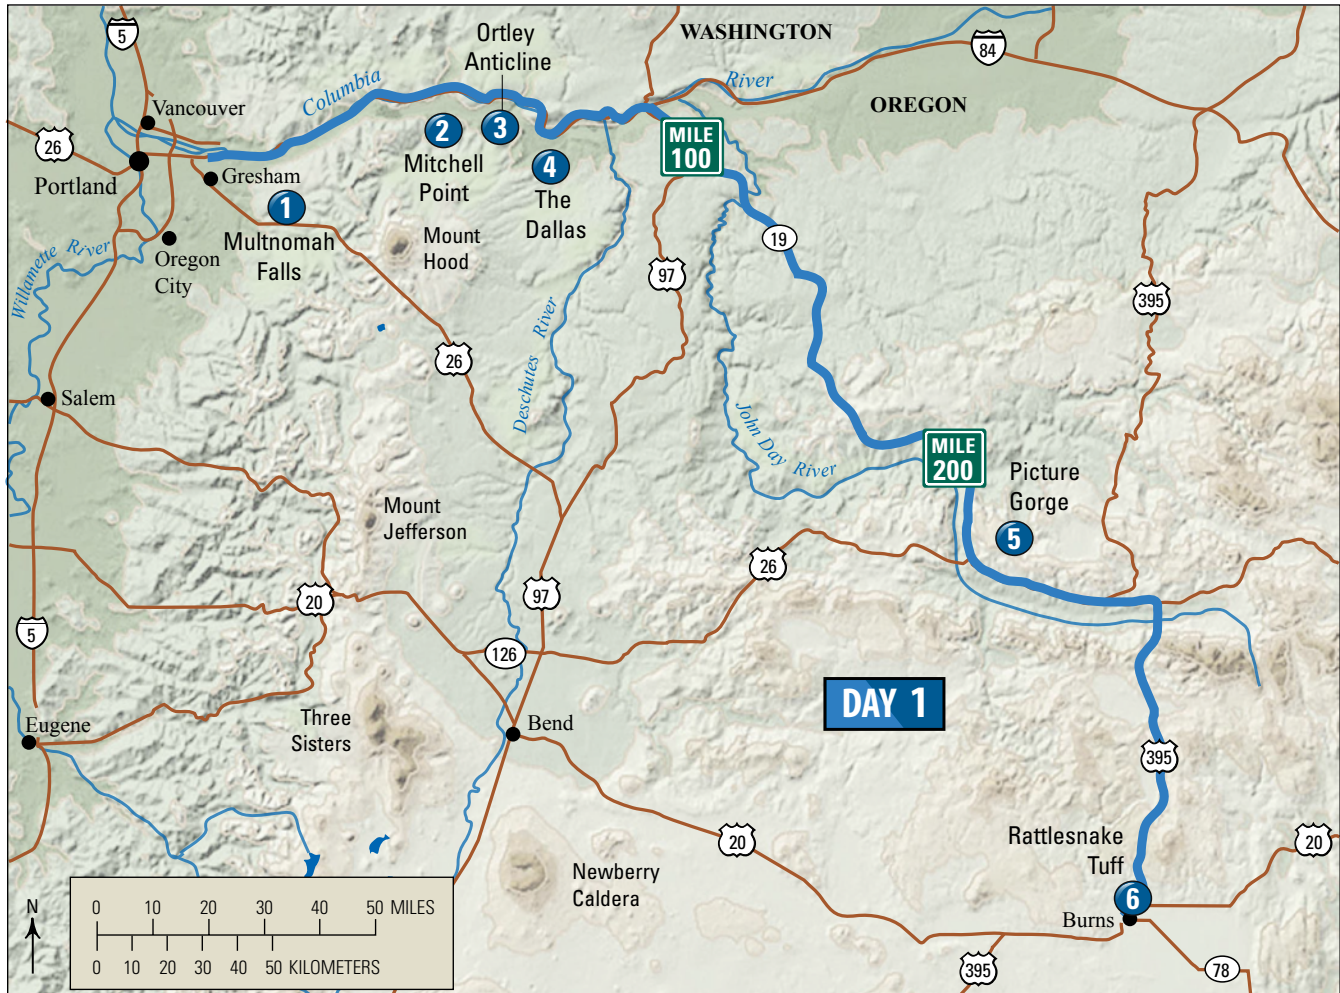 5
WASHINGTON
Ortley
Anticline
84
River
Columbia
OREGON
Vancouver
26
2
3
MILE
100
Mitchell
Point
4
The
Dallas
Portland
Gresham
1
Multnomah
Falls
Mount
Hood
19
Willamette River
Oregon
City
97
395
Deschutes River
26
Salem
John Day River
MILE
200
Picture
Gorge
5
Mount
Jefferson
26
20
97
5
126
DAY 1
Three
Sisters
Eugene
Bend
395
20
Rattlesnake
Tuff
20
Newberry
Caldera
6
Burns
395
78
N
0 10 20 30 40 50 MILES
0 10 20 30 40 50 KILOMETERS